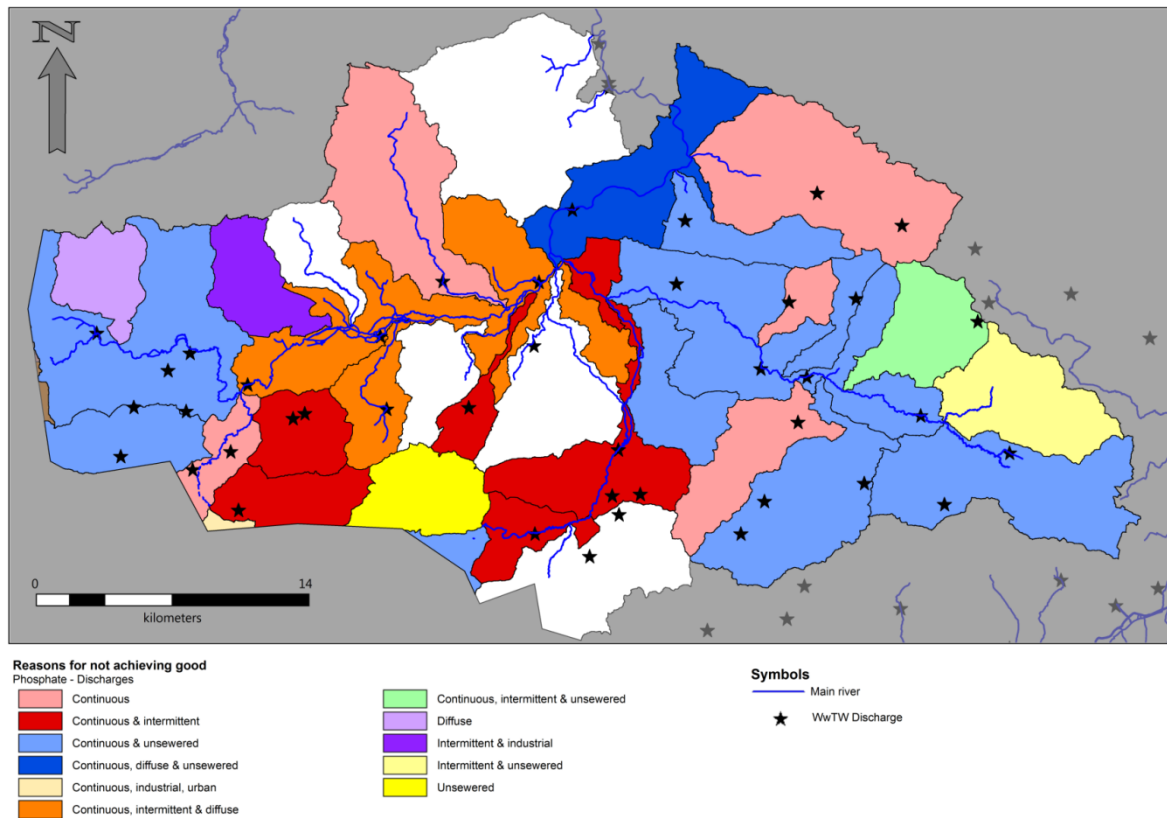 N
0 14
kilometers
Reasons for not achieving good
Phosphate - Discharges
Continuous
Continuous & intermittent
Continuous & unsewered
Continuous, diffuse & unsewered
Continuous, industrial, urban
Continuous, intermittent & diffuse
Continuous, intermittent & unsewered
Diffuse
Intermittent & industrial
Intermittent & unsewered
Unsewered
Symbols
Main river
WwTW Discharge